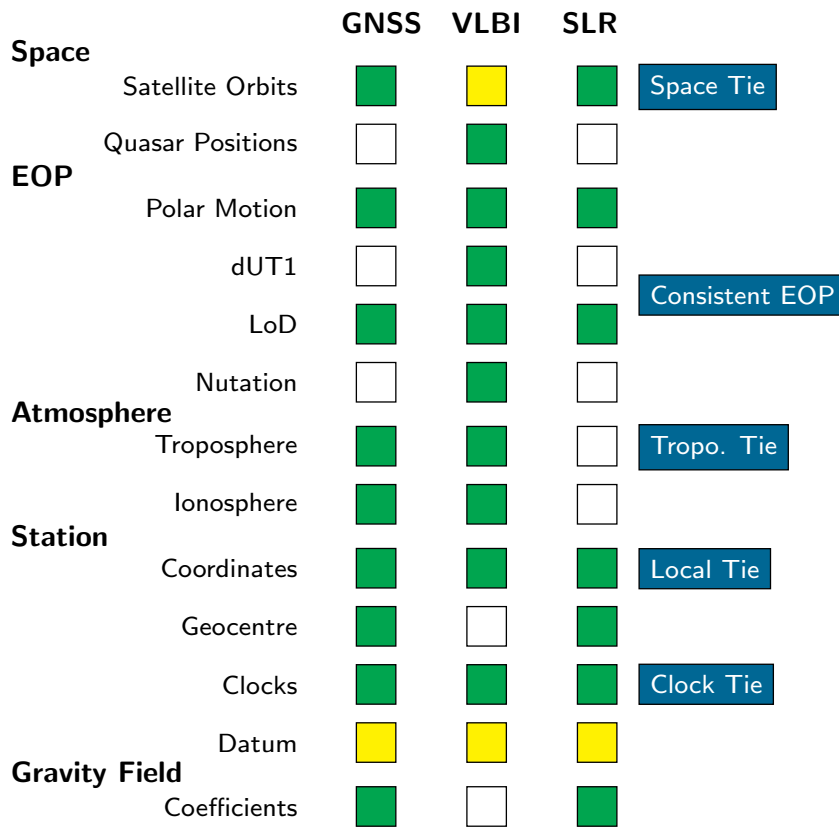 GNSS VLBI SLR
Space
Satellite Orbits Space Tie
Quasar Positions
EOP
Polar Motion
dUT1
Consistent EOP
LoD
Nutation
Atmosphere
Troposphere Tropo. Tie
Ionosphere
Station
Coordinates Local Tie
Geocentre
Clocks Clock Tie
Datum
Gravity Field
Coefficients